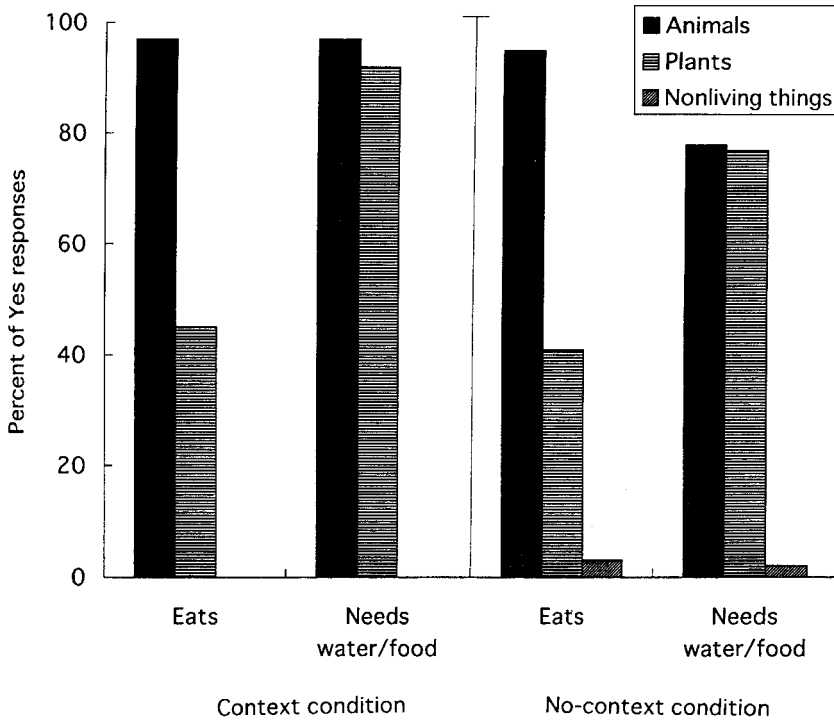 100
80
60
40
20
0
Percent of Yes responses
Animals
Plants
Nonliving things
Eats
Needs
water/food
Eats
Needs
water/food
Context condition
No-context condition